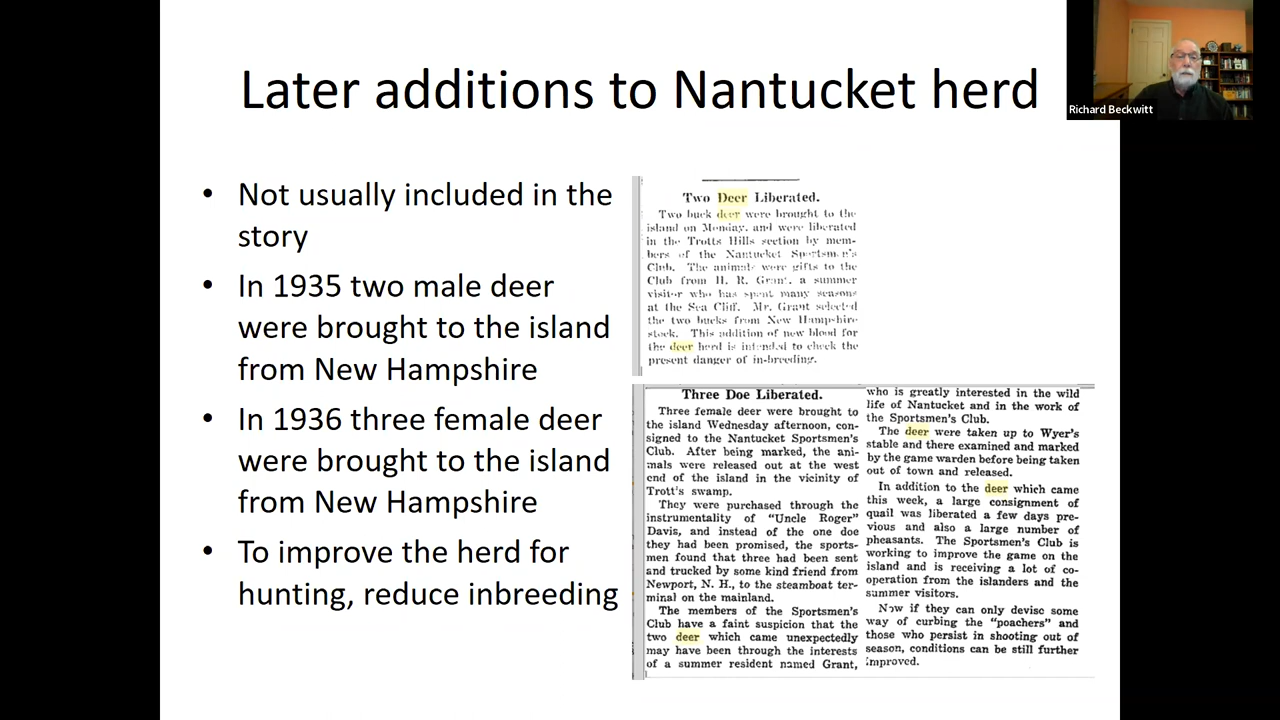 Later additions to Nantucket herd
Richard Beckwitt
• Not usually included in the
story
• In 1935 two male deer
were brought to the island
from New Hampshire
• In 1936 three female deer
were brought to the island
from New Hampshire
• To improve the herd for
hunting, reduce inbreeding
Two Deer Liberated.
Two buck deer were brought to the
island on Monday, and were liberated
in the Trotts Hills section by mem-
bers of the Nantucket Sportsmen's
Club. The animals were gifts to the
Club from H. R. Grant, a summer
visitor who has spent many seasons
at the Sea Cliff. Mr. Grant selected
the two bucks from New Hampshire
stock. This addition of new blood for
the deer herd is intended to check the
present danger of in-breeding.
Three Doe Liberated.
Three female deer were brought to
the island Wednesday afternoon, con-
signed to the Nantucket Sportsmen's
Club. After being marked, the ani-
mals were released out at the west
end of the island in the vicinity of
Trott's swamp.
They were purchased through the
instrumentality of "Uncle Roger"
Davis, and instead of the one doe
they had been promised, the sports-
men found that three had been sent
and trucked by some kind friend from
Newport, N. H., to the steamboat ter-
minal on the mainland.
The members of the Sportsmen's
Club have a faint suspicion that the
two deer which came unexpectedly
may have been through the interests
of a summer resident named Grant,
who is greatly interested in the wild
life of Nantucket and in the work of
the Sportsmen's Club.
The deer were taken up to Wyer's
stable and there examined and marked
by the game warden before being taken
out of town and released.
In addition to the deer which came
this week, a large consignment of
quail was liberated a few days pre-
vious and also a large number of
pheasants. The Sportsmen's Club is
working to improve the game on the
island and is receiving a lot of co-
operation from the islanders and the
summer visitors.
Now if they can only devise some
way of curbing the "poachers" and
those who persist in shooting out of
season, conditions can be still further
improved.